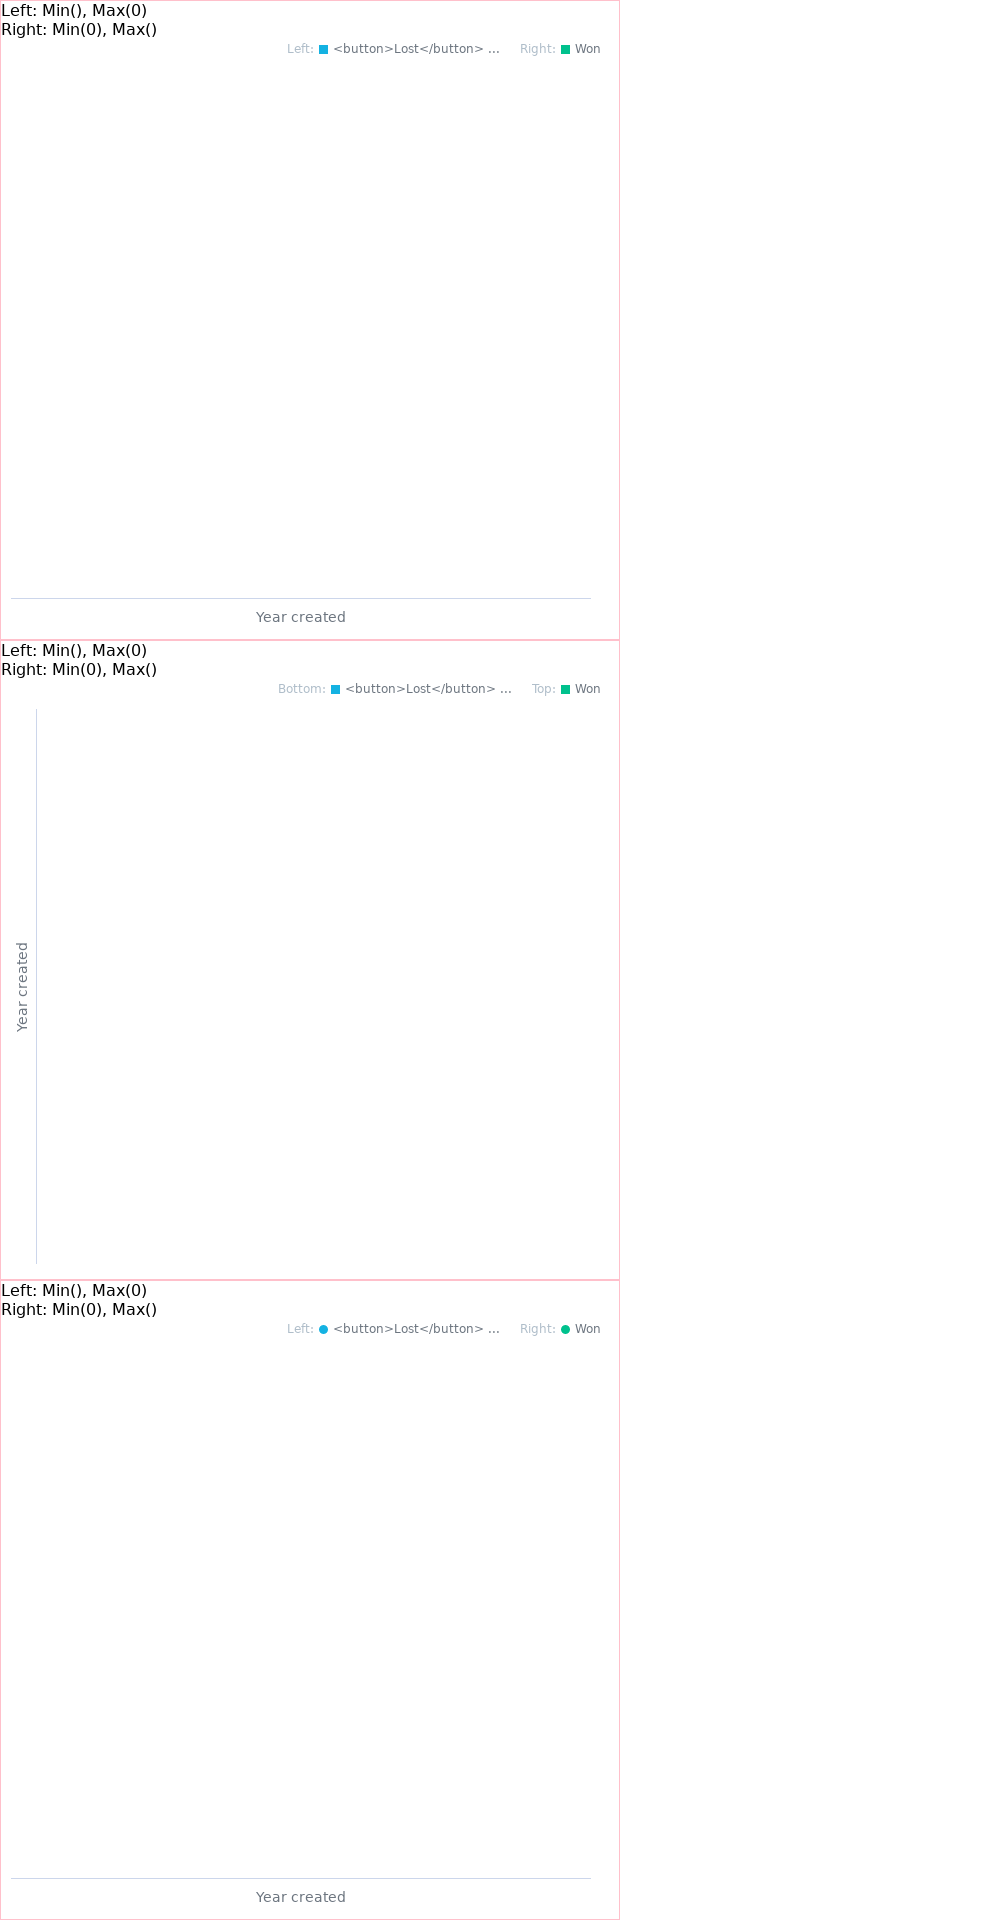 Left: Min(), Max(0)
Right: Min(0), Max()
Left: <button>Lost</button> ... Right: Won
Year created
Left: Min(), Max(0)
Right: Min(0), Max()
Bottom: <button>Lost</button> ... Top: Won
Year created
Left: Min(), Max(0)
Right: Min(0), Max()
Left: <button>Lost</button> ... Right: Won
Year created